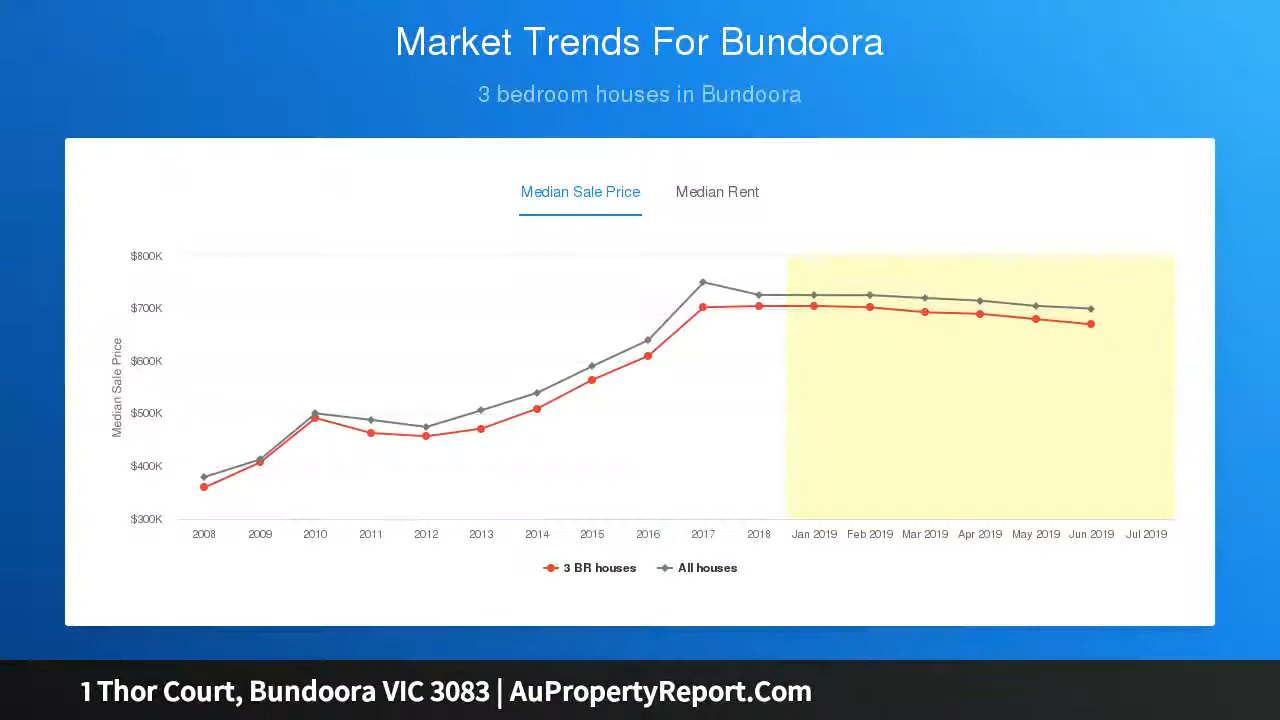 Market Trends For Bundoora
3 bedroom houses in Bundoora
Median Sale Price Median Rent
$800K
$700K
$600K
$500K
$400K
$300K
Median Sale Price
2008 2009 2010 2011 2012 2013 2014 2015 2016 2017 2018 Jan 2019 Feb 2019 Mar 2019 Apr 2019 May 2019 Jun 2019 Jul 2019
3 BR houses All houses
1 Thor Court, Bundoora VIC 3083 | AuPropertyReport.Com